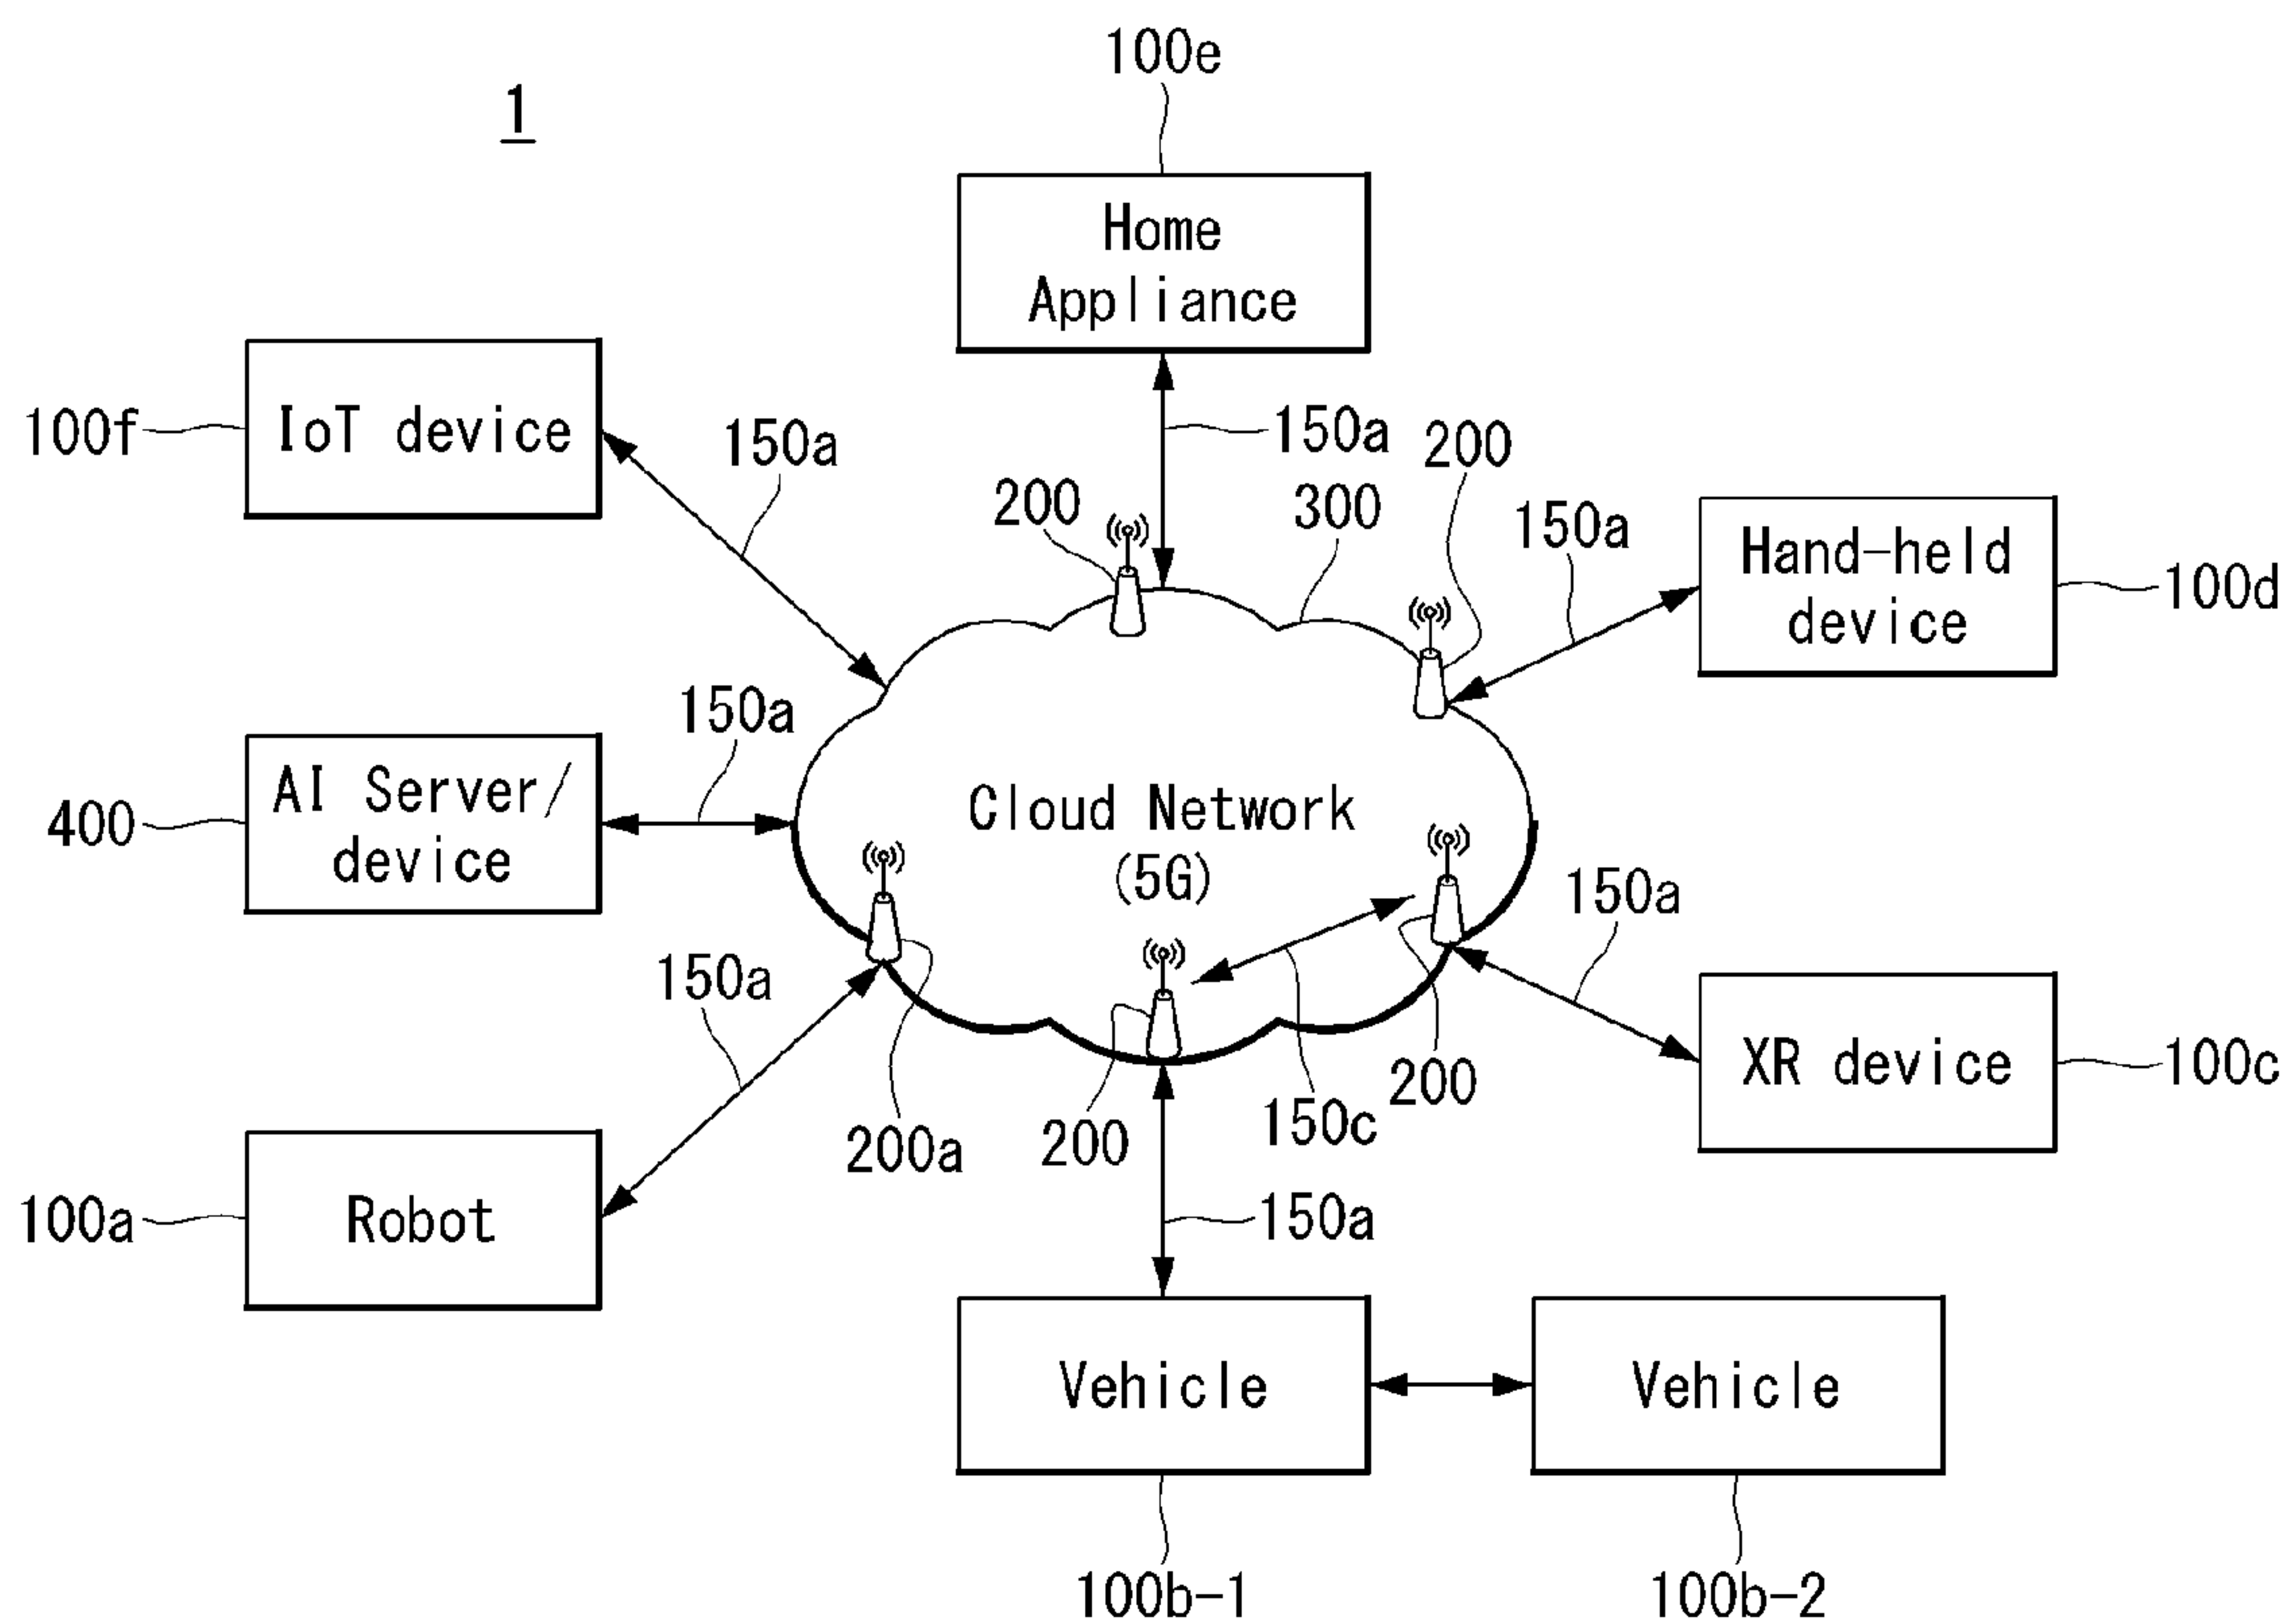 100e
1
Home
Appliance
100f
IoT device
150a
150a
200
200
300
150a
Hand-held
device
100d
150a
400
AI Server/
device
Cloud Network
(5G)
150a
150a
200a
200
150c
200
XR device
100c
100a
Robot
150a
Vehicle
Vehicle
100b-1
100b-2